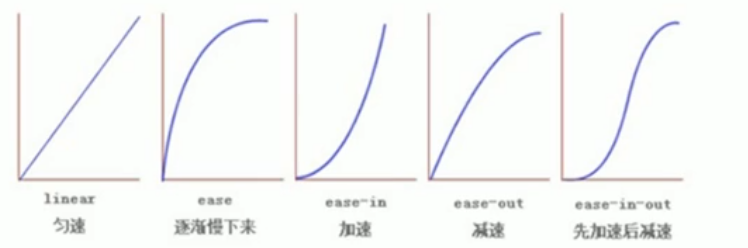 linear
匀速
ease
逐渐慢下来
ease-in
加速
ease-out
减速
ease-in-out
先加速后减速